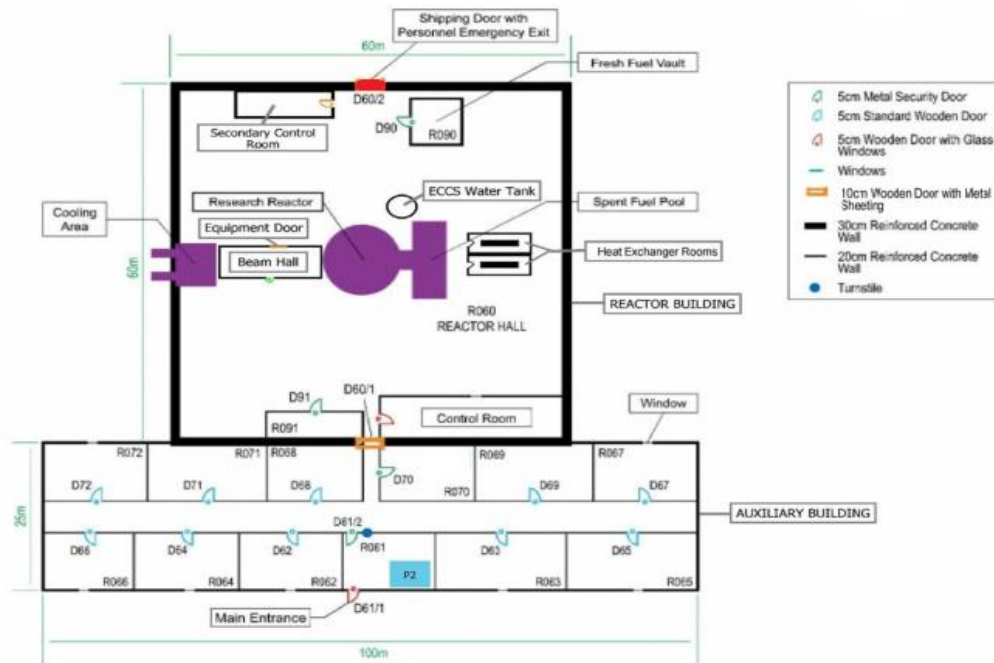 Shipping Door with
Personnel Emergency Exit
60m
Fresh Fuel Vault
D60/2
D90
R090
Secondary Control
Room
5cm Metal Security Door
5cm Standard Wooden Door
5cm Wooden Door with Glass
Windows
Windows
10cm Wooden Door with Metal
Sheeting
30cm Reinforced Concrete
Wall
20cm Reinforced Concrete
Wall
Turnstile
ECCS Water Tank
Research Reactor
Spent Fuel Pool
Cooling
Area
Equipment Door
Beam Hall
Heat Exchanger Rooms
60m
R060
REACTOR HALL
REACTOR BUILDING
D91
D60/1
Window
R091
Control Room
R072
R071
R068
R069
R067
D72
D71
D68
D70
R070
D69
D67
AUXILIARY BUILDING
25m
D61/2
D66
D64
D62
R061
D63
D65
P2
R066
R064
R062
R063
R065
Main Entrance
D61/1
100m